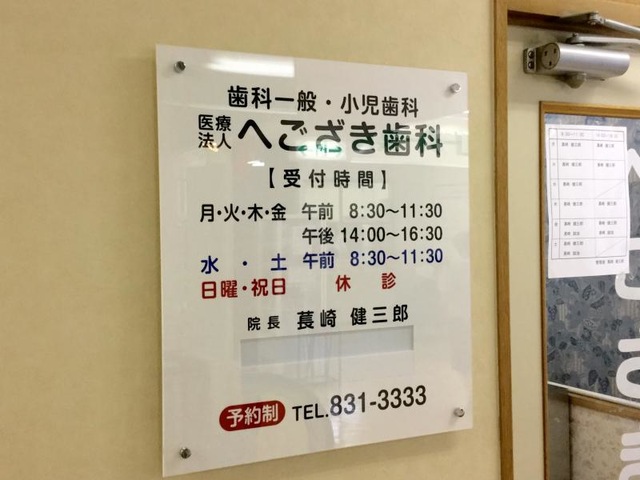 歯科一般・小児歯科
医療法人 へござき歯科
【受付時間】
月・火・木・金 午前 8:30〜11:30
午後 14:00〜16:30
水・土 午前 8:30〜11:30
日曜・祝日 休診
院長 萇崎 健三郎
予約制 TEL.831-3333